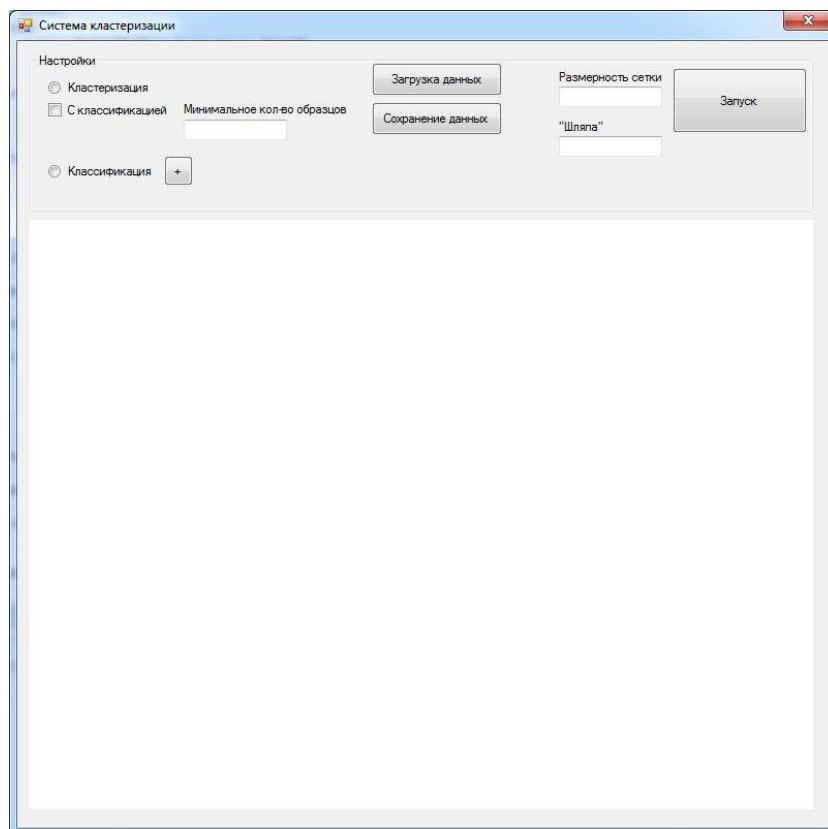 Система кластеризации
Настройки
Кластеризация
С классификацией
Минимальное кол-во образцов
Классификация
+
Загрузка данных
Сохранение данных
Размерность сетки
"Шляпа"
Запуск